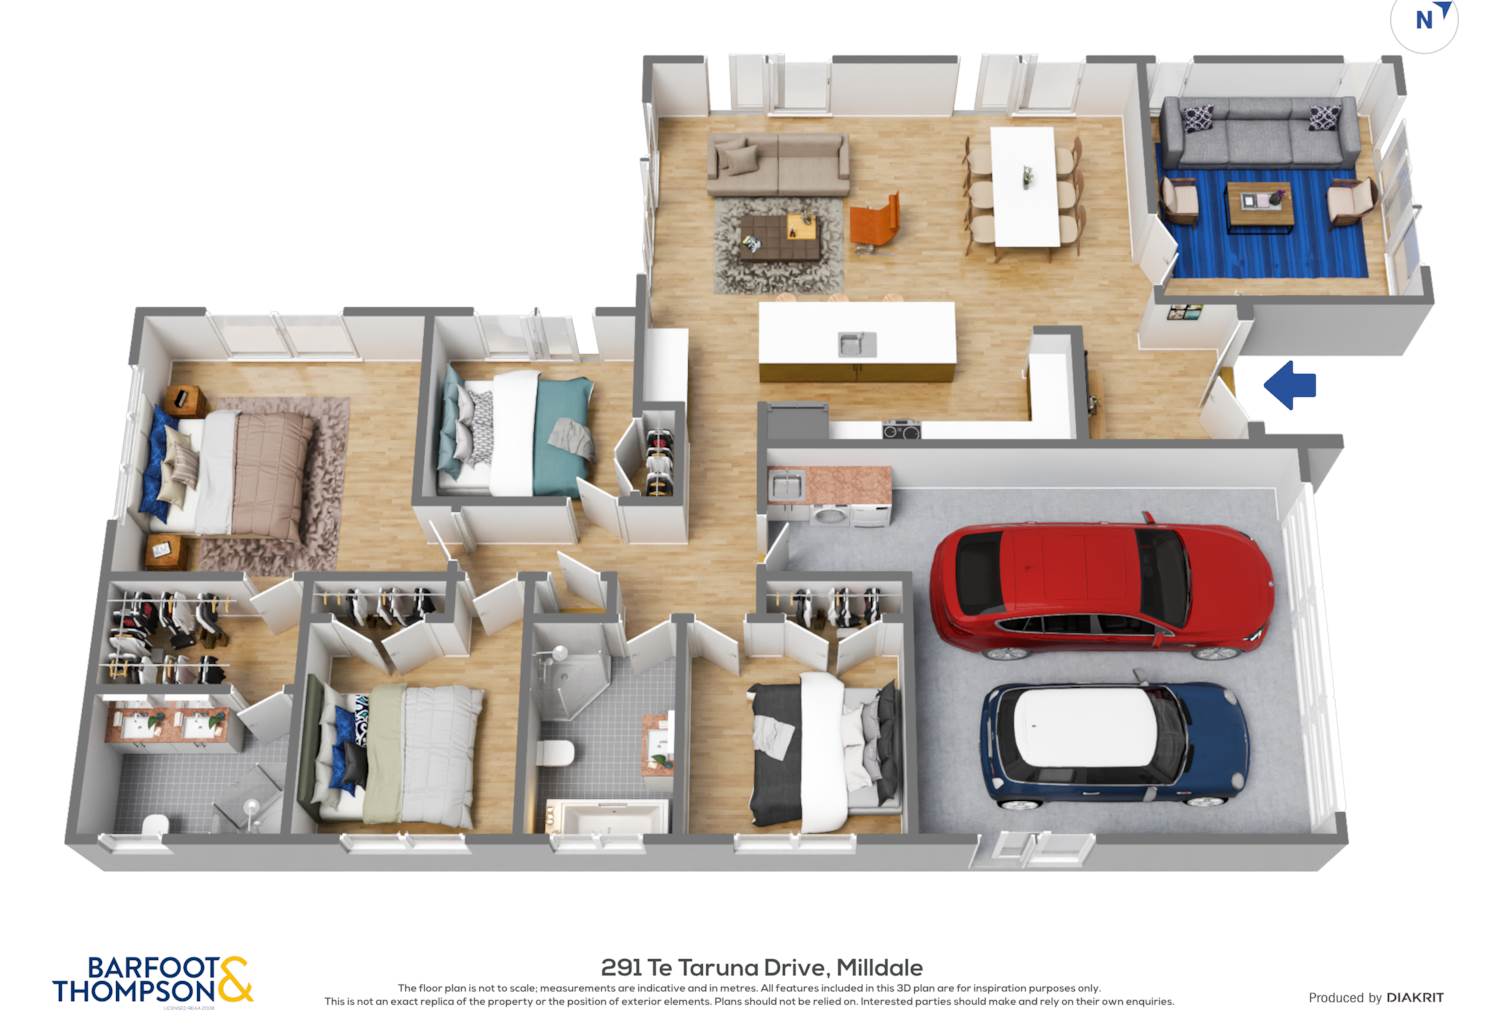 N
BARFOOT &
THOMPSON
LICENSED REAA 2008
291 Te Taruna Drive, Milldale
The floor plan is not to scale; measurements are indicative and in metres. All features included in this 3D plan are for inspiration purposes only.
This is not an exact replica of the property or the position of exterior elements. Plans should not be relied on. Interested parties should make and rely on their own enquiries.
Produced by DIAKRIT